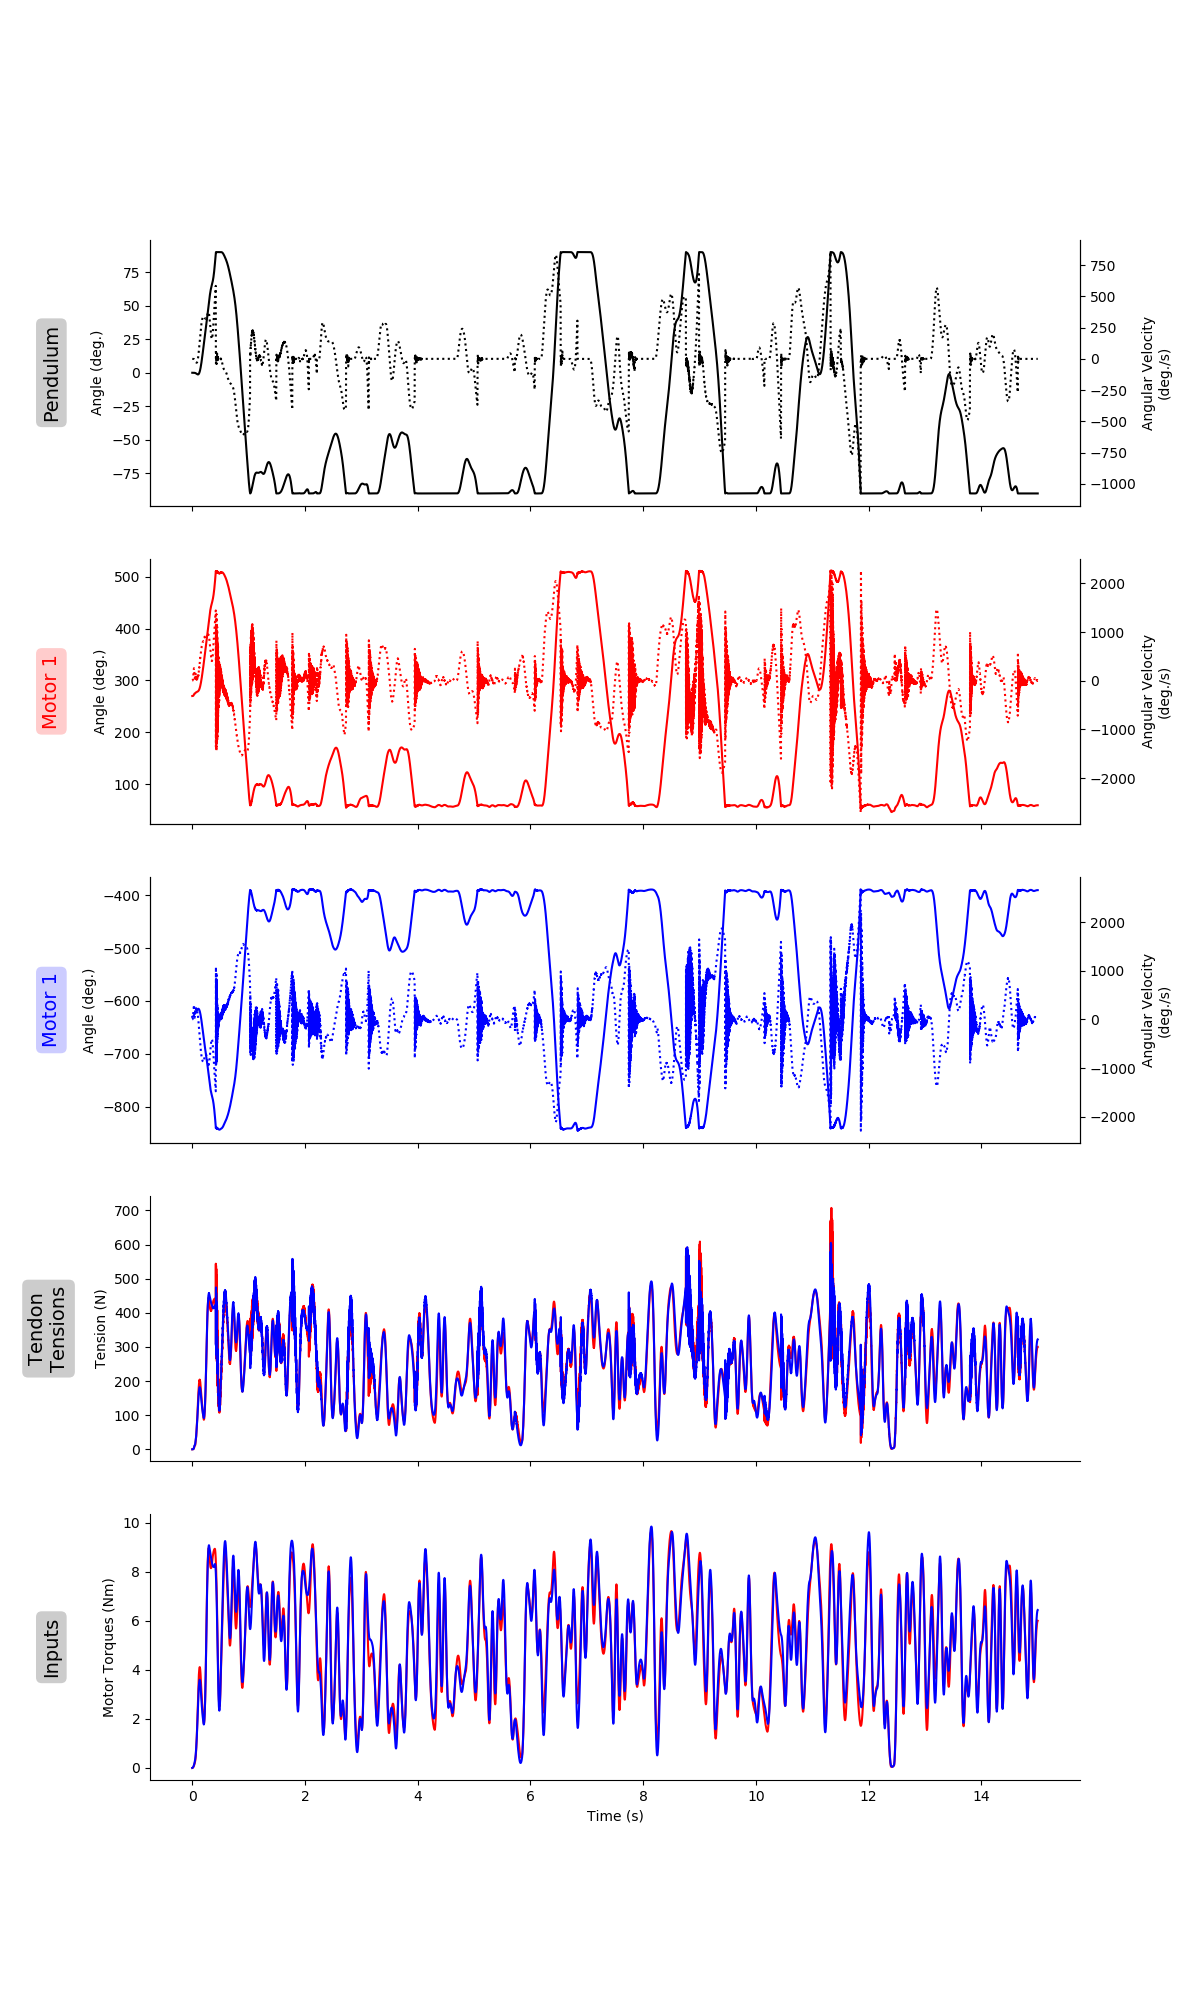 Pendulum
Angle (deg.)
75
50
25
0
−25
−50
−75
Angular Velocity
(deg./s)
750
500
250
0
−250
−500
−750
−1000
Motor 1
Angle (deg.)
500
400
300
200
100
Angular Velocity
(deg./s)
2000
1000
0
−1000
−2000
Motor 1
Angle (deg.)
−400
−500
−600
−700
−800
Angular Velocity
(deg./s)
2000
1000
0
−1000
−2000
Tendon
Tensions
Tension (N)
700
600
500
400
300
200
100
0
Inputs
Motor Torques (Nm)
10
8
6
4
2
0
0 2 4 6 8 10 12 14
Time (s)